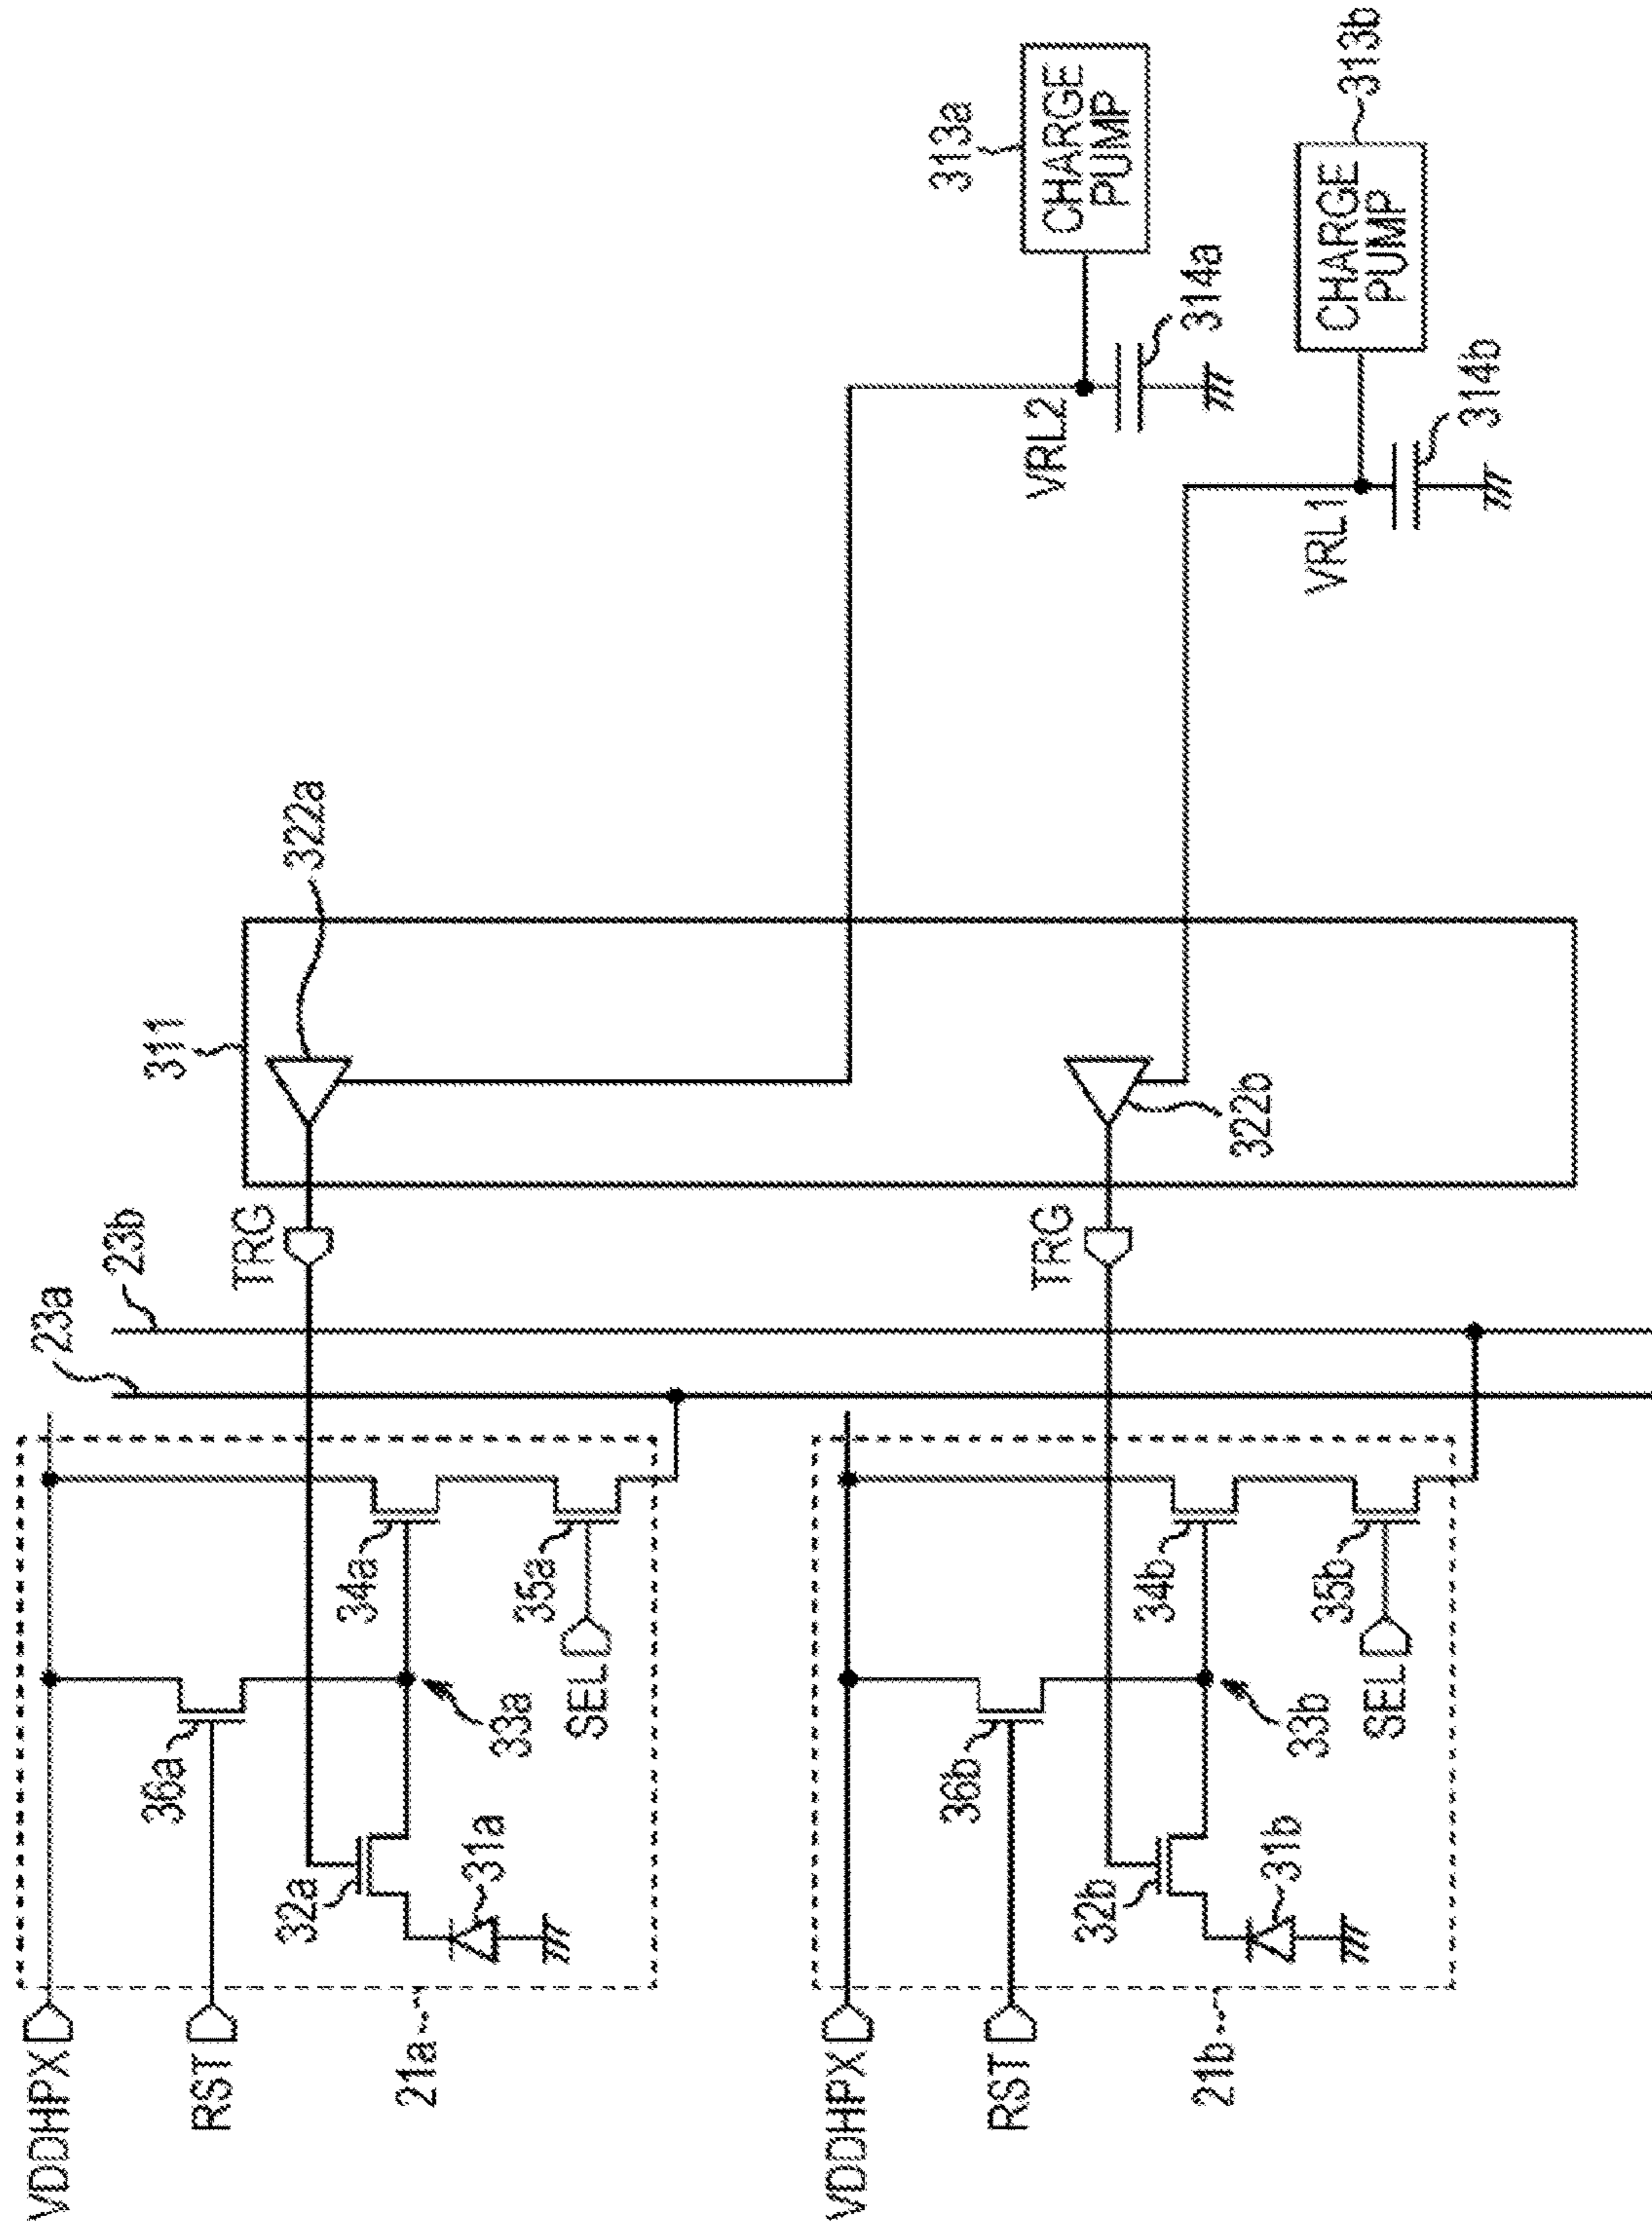 VDDHPX
RST
21a
36a
32a
31a
33a
34a
35a
SEL
23a
23b
TRG
311
322a
VDDHPX
RST
21b
36b
32b
31b
33b
34b
35b
SEL
TRG
322b
VRL2
313a
CHARGE
PUMP
314a
VRL1
313b
CHARGE
PUMP
314b